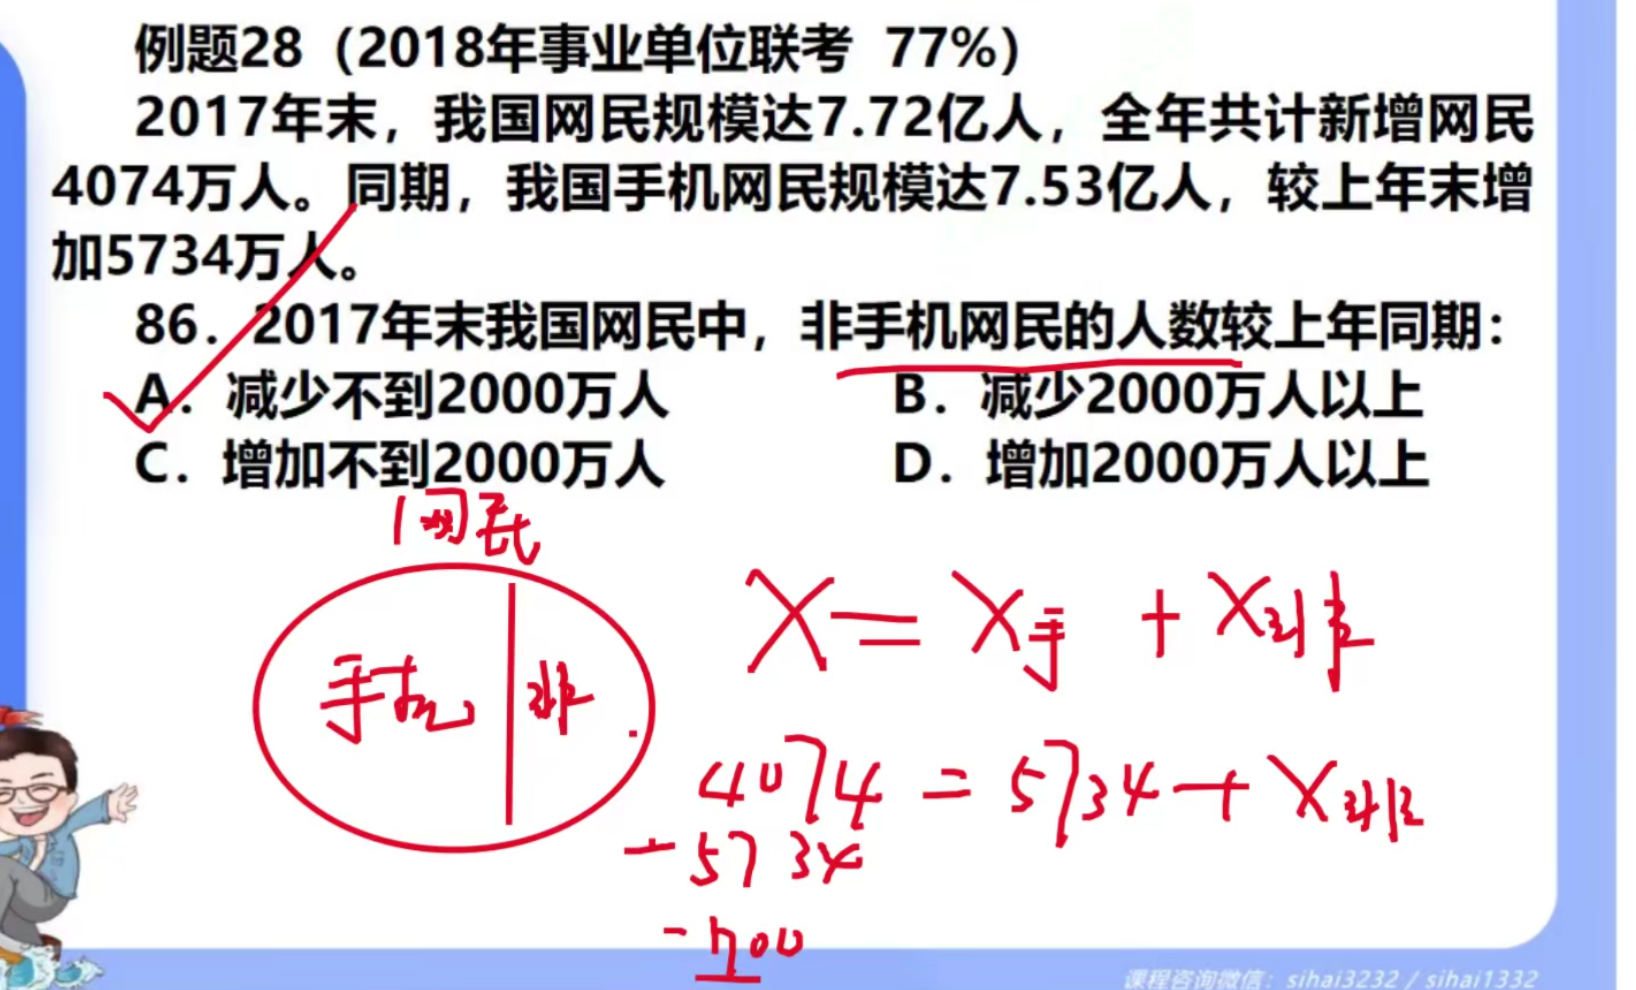 例题28（2018年事业单位联考 77%）
2017年末，我国网民规模达7.72亿人，全年共计新增网民
4074万人。同期，我国手机网民规模达7.53亿人，较上年末增
加5734万人。
86．2017年末我国网民中，非手机网民的人数较上年同期：
A．减少不到2000万人 B．减少2000万人以上
C．增加不到2000万人 D．增加2000万人以上
网民
X=X手+X非
手机 非
4074=5734+X非
-5734
-1700
课程咨询微信：sihai3232 / sihai1332